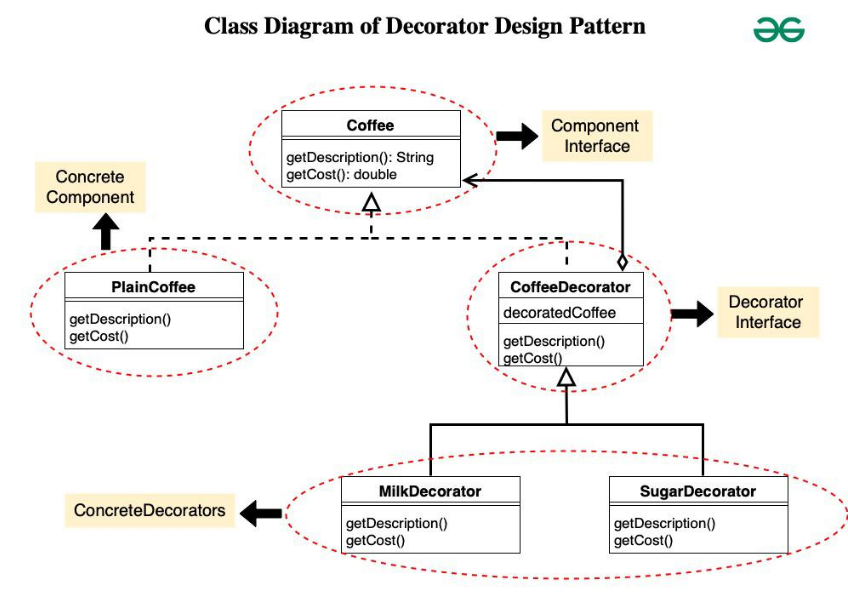 Class Diagram of Decorator Design Pattern
Coffee
getDescription(): String
getCost(): double
Component
Interface
Concrete
Component
PlainCoffee
getDescription()
getCost()
CoffeeDecorator
decoratedCoffee
getDescription()
getCost()
Decorator
Interface
MilkDecorator
getDescription()
getCost()
SugarDecorator
getDescription()
getCost()
ConcreteDecorators